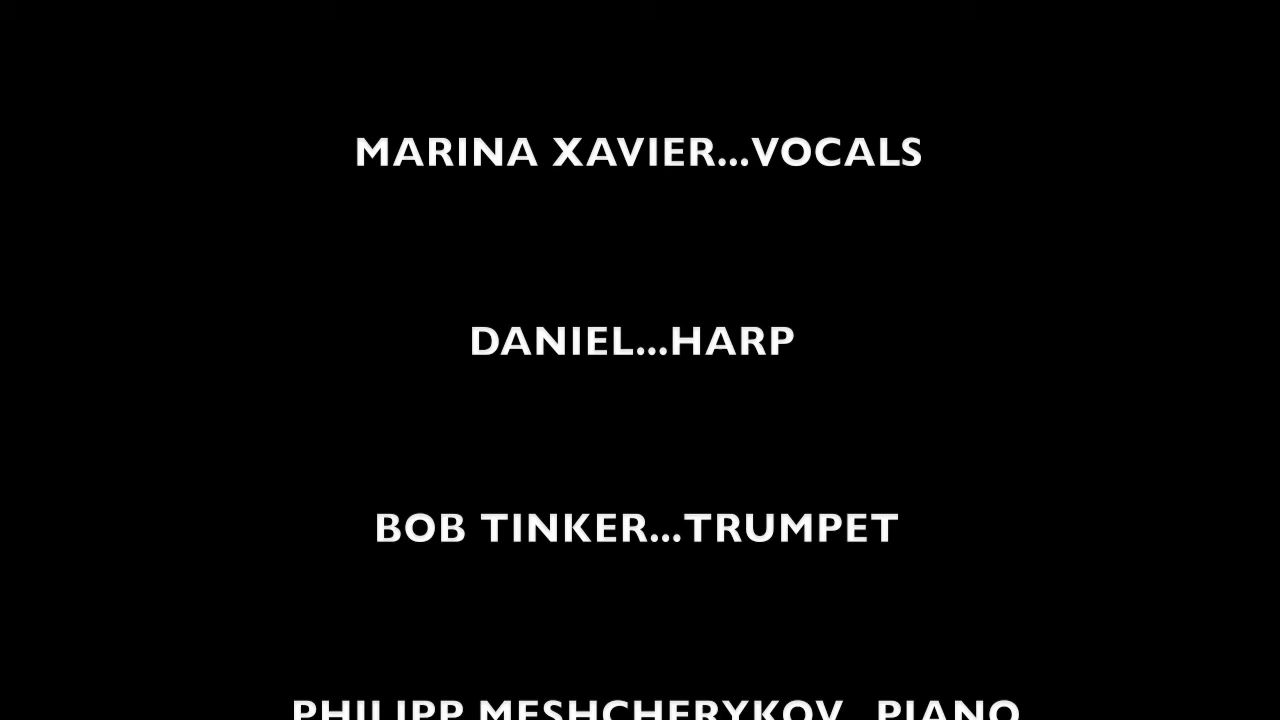 MARINA XAVIER...VOCALS
DANIEL...HARP
BOB TINKER...TRUMPET
PHILIPP MESHCHERYKOV...PIANO